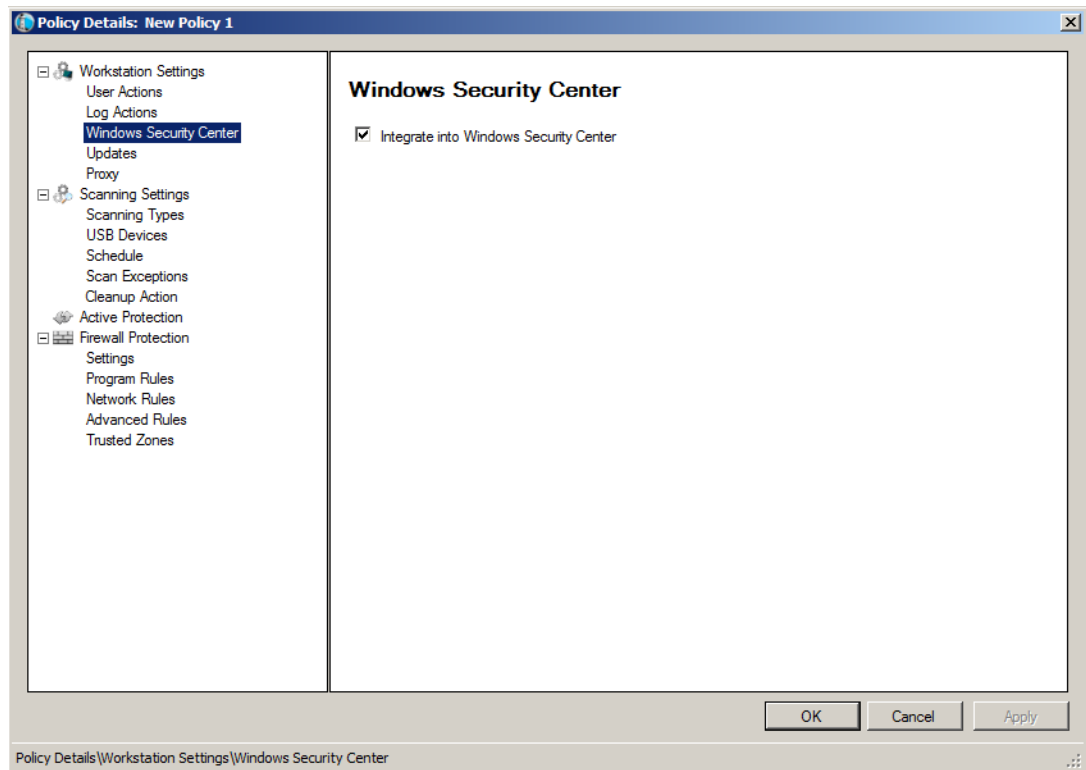 Policy Details: New Policy 1
Workstation Settings
User Actions
Log Actions
Windows Security Center
Updates
Proxy
Scanning Settings
Scanning Types
USB Devices
Schedule
Scan Exceptions
Cleanup Action
Active Protection
Firewall Protection
Settings
Program Rules
Network Rules
Advanced Rules
Trusted Zones
Windows Security Center
Integrate into Windows Security Center
OK
Cancel
Apply
Policy Details\Workstation Settings\Windows Security Center